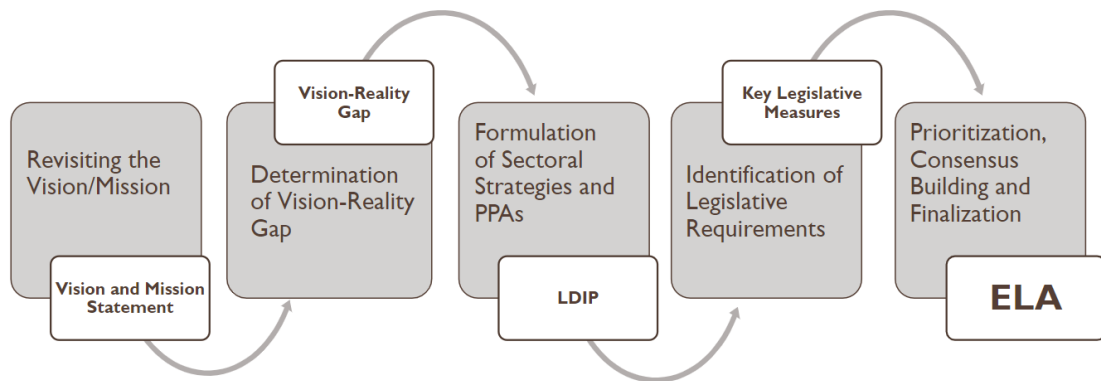 Revisiting the
Vision/Mission
Vision and Mission
Statement
Vision-Reality
Gap
Determination
of Vision-Reality
Gap
Formulation
of Sectoral
Strategies and
PPAs
LDIP
Key Legislative
Measures
Identification of
Legislative
Requirements
Prioritization,
Consensus
Building and
Finalization
ELA